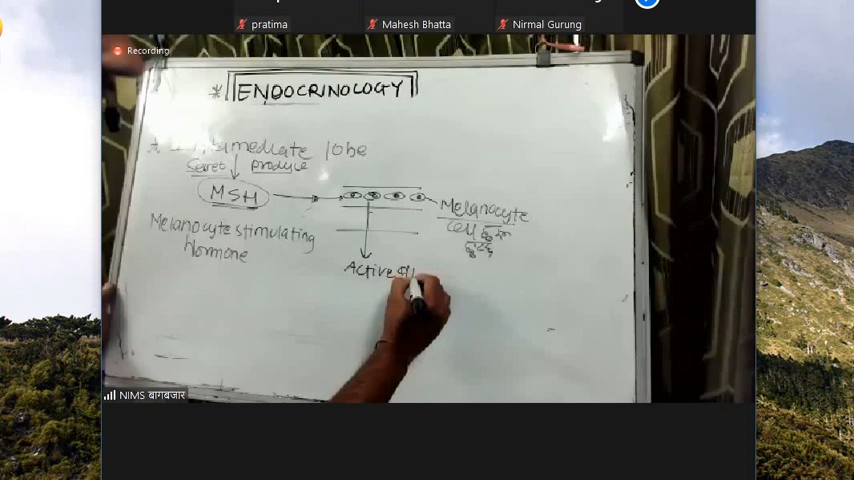 pratima
Mahesh Bhatta
Nirmal Gurung
Recording
* ENDOCRINOLOGY
Intermediate lobe
Secret produce
MSH
Melanocyte
cell
Melanocyte stimulating
Hormone
Active
NIMS बागबजार